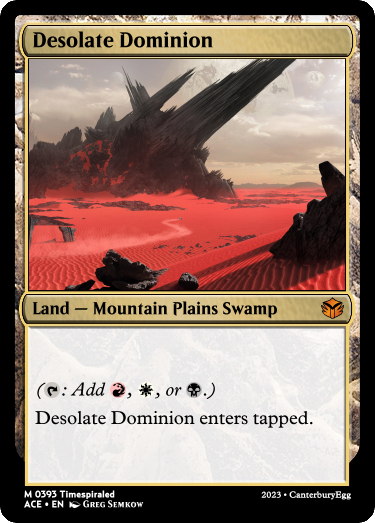 Desolate Dominion
Land — Mountain Plains Swamp
(: Add , , or .)
Desolate Dominion enters tapped.
M 0393 Timespiraled
ACE • EN Greg Semkow
2023 • CanterburyEgg